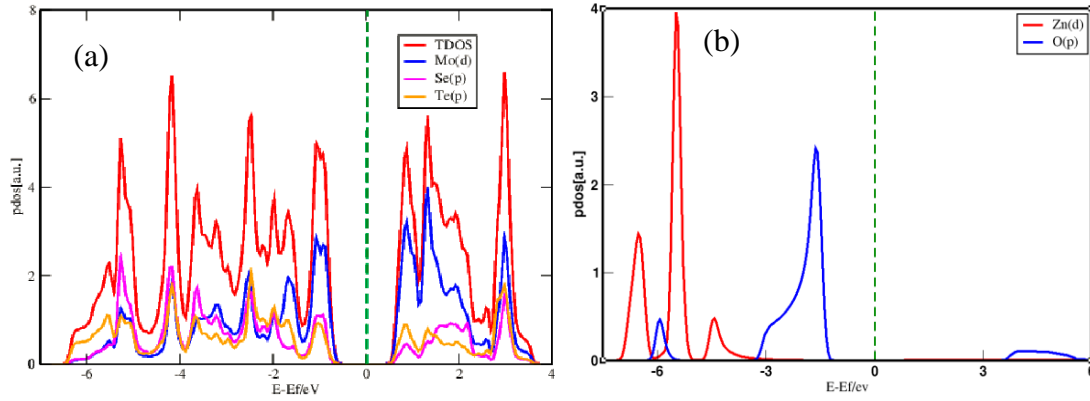 (a)
TDOS
Mo(d)
Se(p)
Te(p)
pdos[a.u.]
8
6
4
2
0
-6
-4
-2
0
2
4
E-Ef/eV
(b)
Zn(d)
O(p)
pdos[a.u.]
4
3
2
1
0
-6
-3
0
3
6
E-Ef/ev